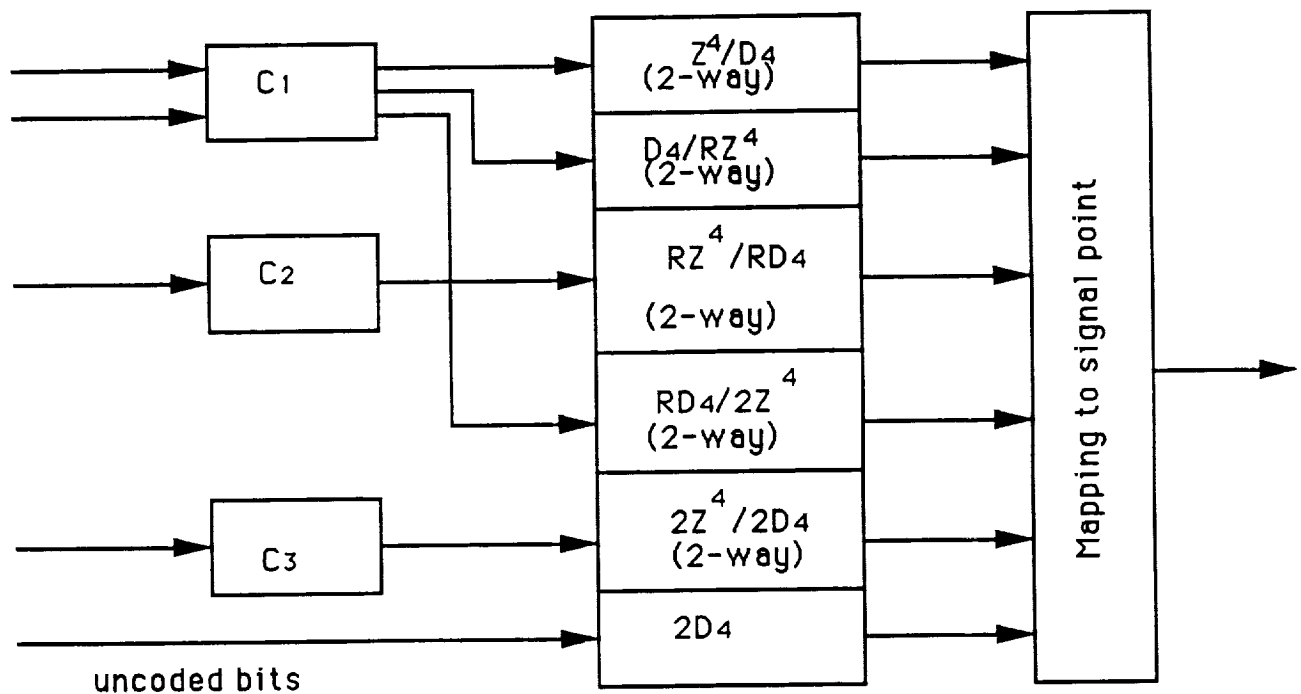 C1
C2
C3
uncoded bits
Z⁴/D4
(2-way)
D4/RZ⁴
(2-way)
RZ⁴/RD4
(2-way)
RD4/2Z⁴
(2-way)
2Z⁴/2D4
(2-way)
2D4
Mapping to signal point